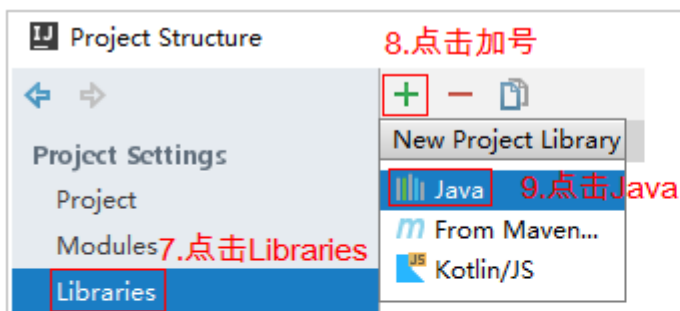 Project Structure
8.点击加号
New Project Library
Project Settings
Java
9.点击Java
Project
From Maven...
Modules
7.点击Libraries
Kotlin/JS
Libraries